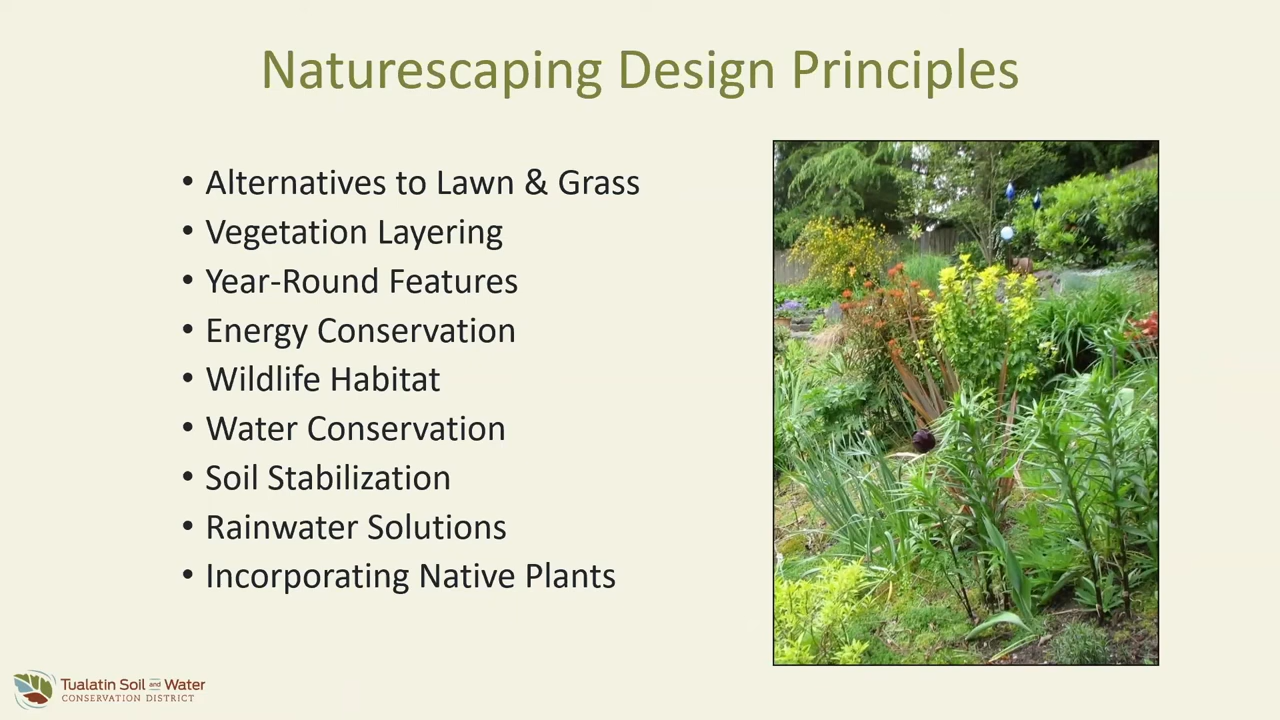 Naturescaping Design Principles
• Alternatives to Lawn & Grass
• Vegetation Layering
• Year-Round Features
• Energy Conservation
• Wildlife Habitat
• Water Conservation
• Soil Stabilization
• Rainwater Solutions
• Incorporating Native Plants
Tualatin Soil and Water
CONSERVATION DISTRICT